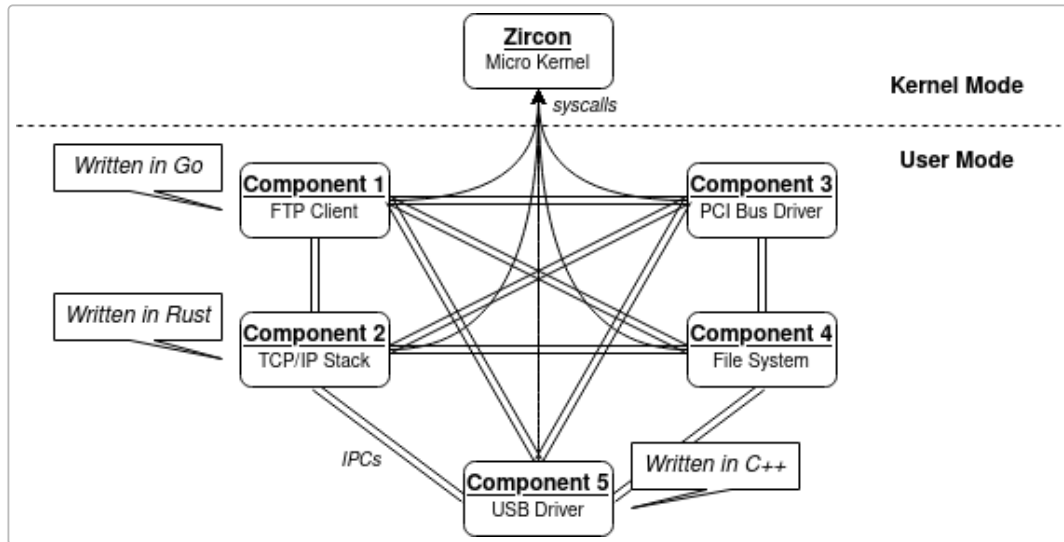 Zircon
Micro Kernel
syscalls
Kernel Mode
User Mode
Written in Go
Component 1
FTP Client
Component 3
PCI Bus Driver
Written in Rust
Component 2
TCP/IP Stack
Component 4
File System
IPCs
Component 5
USB Driver
Written in C++